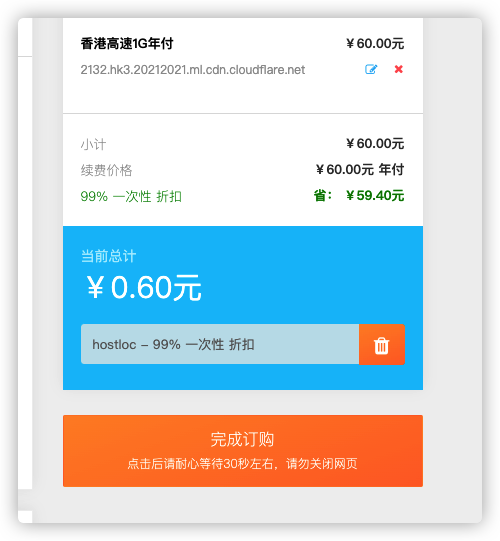 香港高速1G年付 ￥60.00元
2132.hk3.20212021.ml.cdn.cloudflare.net
小计 ￥60.00元
续费价格 ￥60.00元 年付
99% 一次性 折扣 省： ￥59.40元
当前总计
￥0.60元
hostloc - 99% 一次性 折扣
完成订购
点击后请耐心等待30秒左右，请勿关闭网页